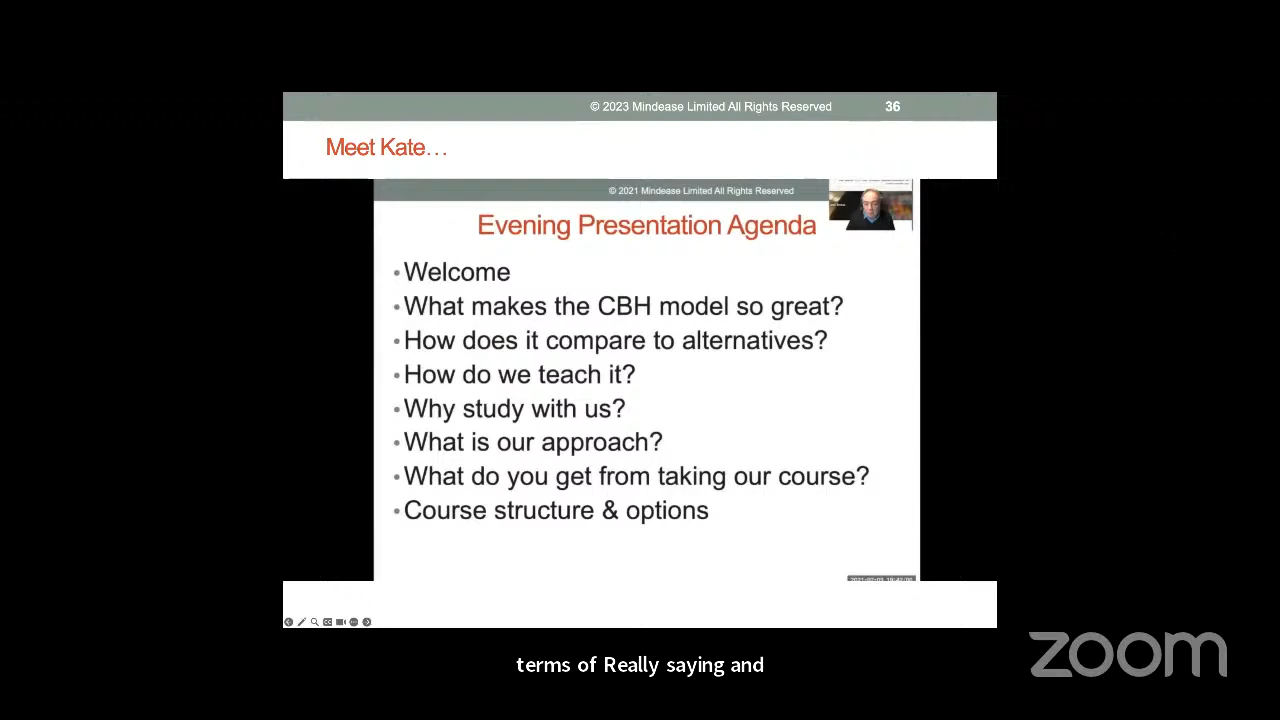 © 2023 Mindease Limited All Rights Reserved 36
Meet Kate…
© 2021 Mindease Limited All Rights Reserved
Evening Presentation Agenda
•Welcome
•What makes the CBH model so great?
•How does it compare to alternatives?
•How do we teach it?
•Why study with us?
•What is our approach?
•What do you get from taking our course?
•Course structure & options
terms of Really saying and
zoom